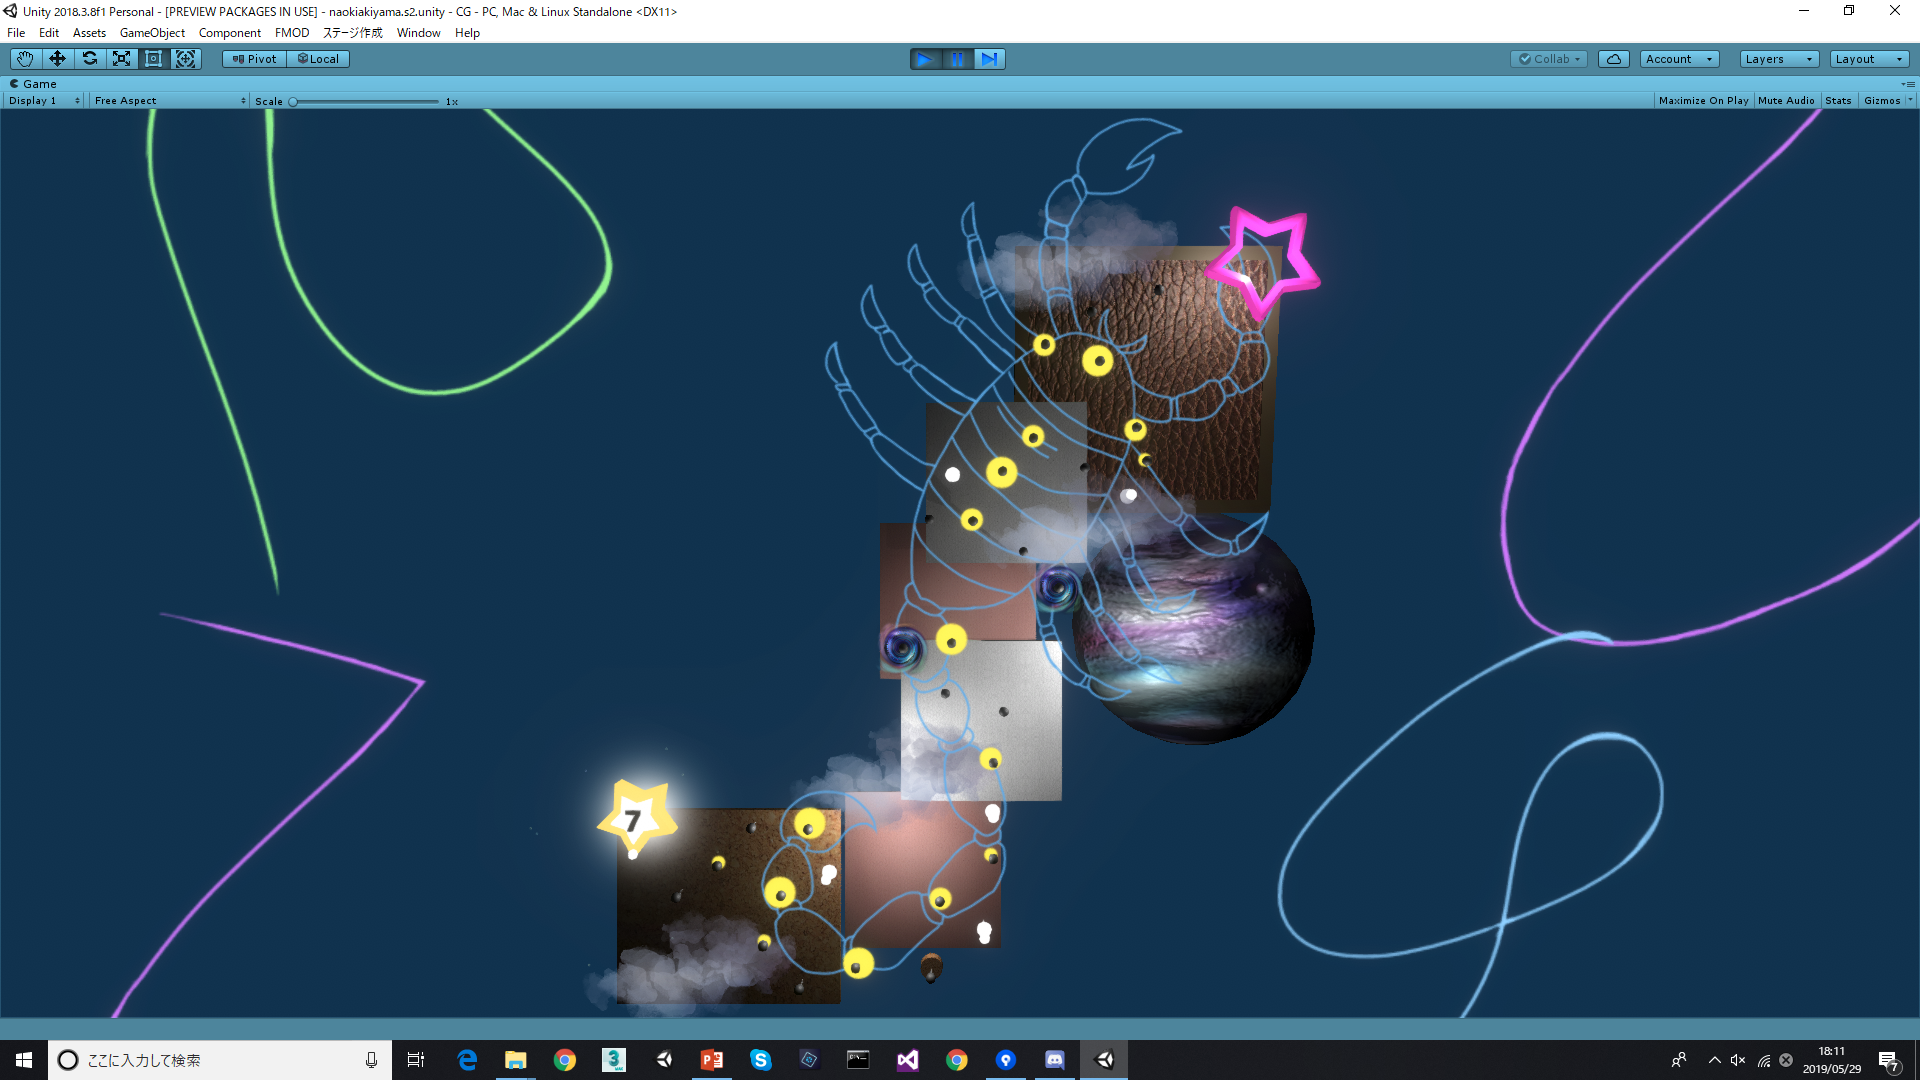 Unity 2018.3.8f1 Personal - [PREVIEW PACKAGES IN USE] - naokiakiyama.s2.unity - CG - PC, Mac & Linux Standalone <DX11>
File Edit Assets GameObject Component FMOD ステージ作成 Window Help
Pivot Local Collab Account Layers Layout
Game
Display 1 Free Aspect Scale 1x Maximize On Play Mute Audio Stats Gizmos
7
ここに入力して検索
18:11
2019/05/29
7